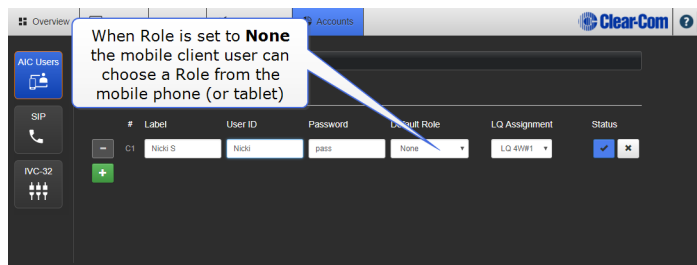 Overview
Accounts
Clear-Com
?
When Role is set to None
the mobile client user can
choose a Role from the
mobile phone (or tablet)
AIC Users
SIP
IVC-32
# Label User ID Password Default Role LQ Assignment Status
C1 Nicki S Nicki pass None LQ 4W#1